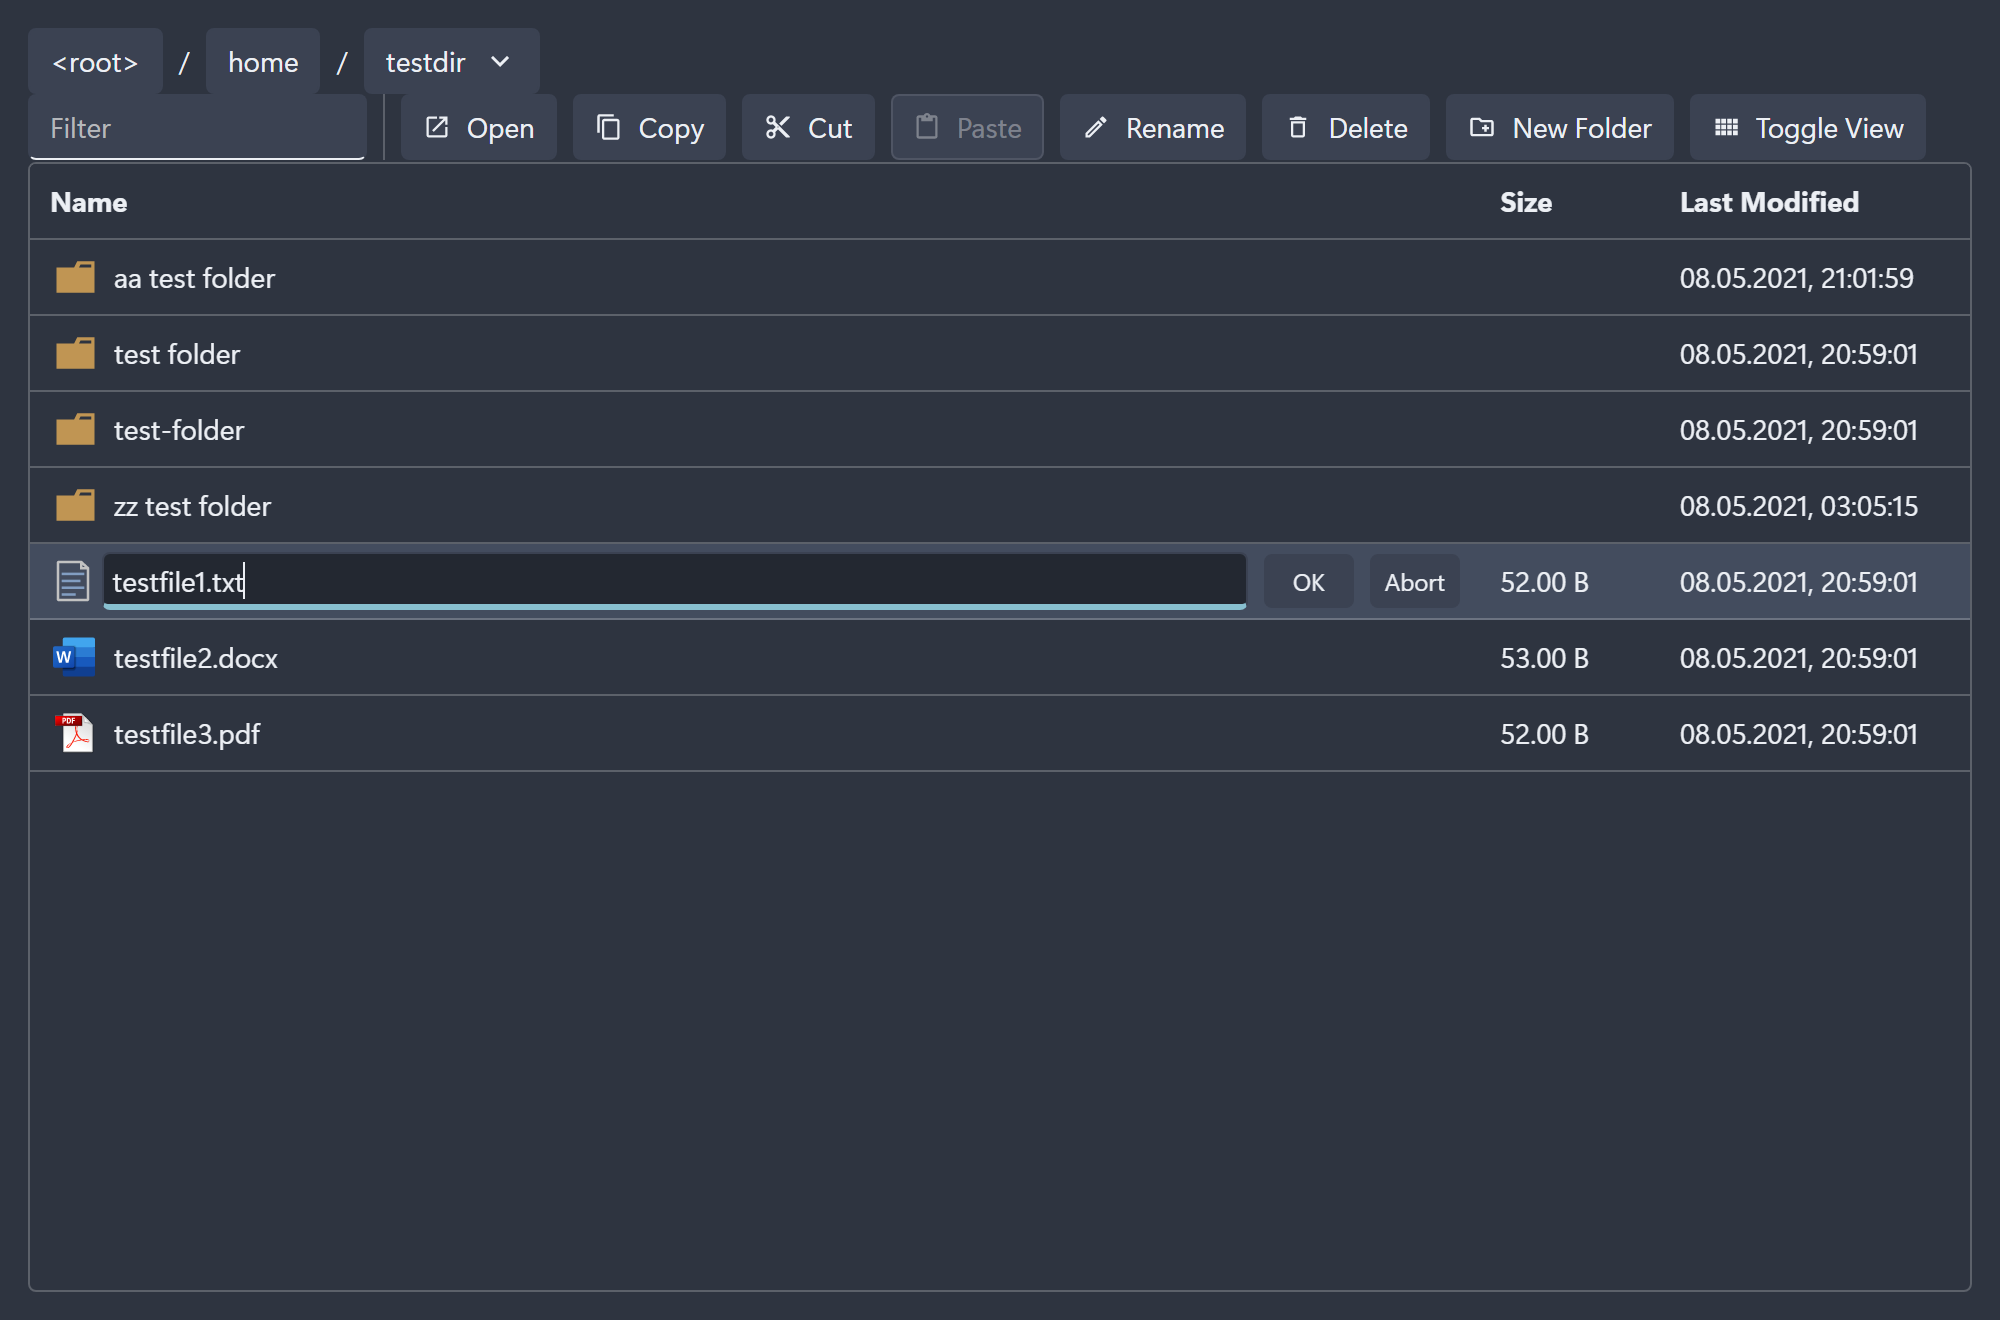 <root> / home / testdir
Filter Open Copy Cut Paste Rename Delete New Folder Toggle View
Name Size Last Modified
aa test folder 08.05.2021, 21:01:59
test folder 08.05.2021, 20:59:01
test-folder 08.05.2021, 20:59:01
zz test folder 08.05.2021, 03:05:15
testfile1.txt OK Abort 52.00 B 08.05.2021, 20:59:01
W testfile2.docx 53.00 B 08.05.2021, 20:59:01
PDF testfile3.pdf 52.00 B 08.05.2021, 20:59:01